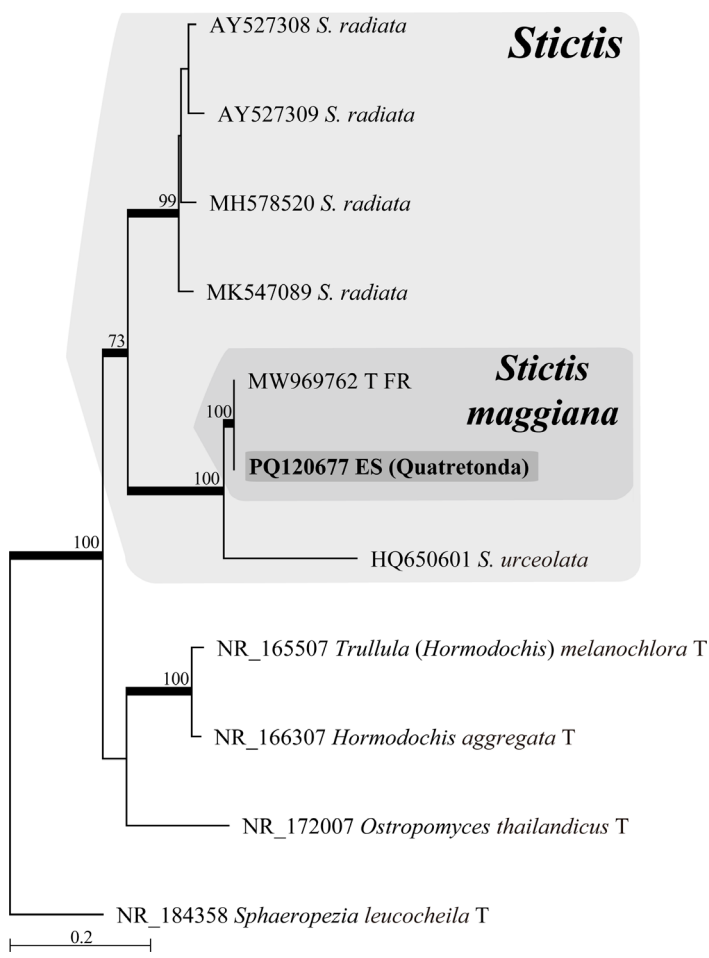 AY527308 S. radiata
Stictis
AY527309 S. radiata
99
MH578520 S. radiata
MK547089 S. radiata
73
Stictis
maggiana
MW969762 T FR
100
PQ120677 ES (Quatretonda)
100
100
HQ650601 S. urceolata
NR_165507 Trullula (Hormodochis) melanochlora T
100
NR_166307 Hormodochis aggregata T
NR_172007 Ostropomyces thailandicus T
NR_184358 Sphaeropezia leucocheila T
0.2